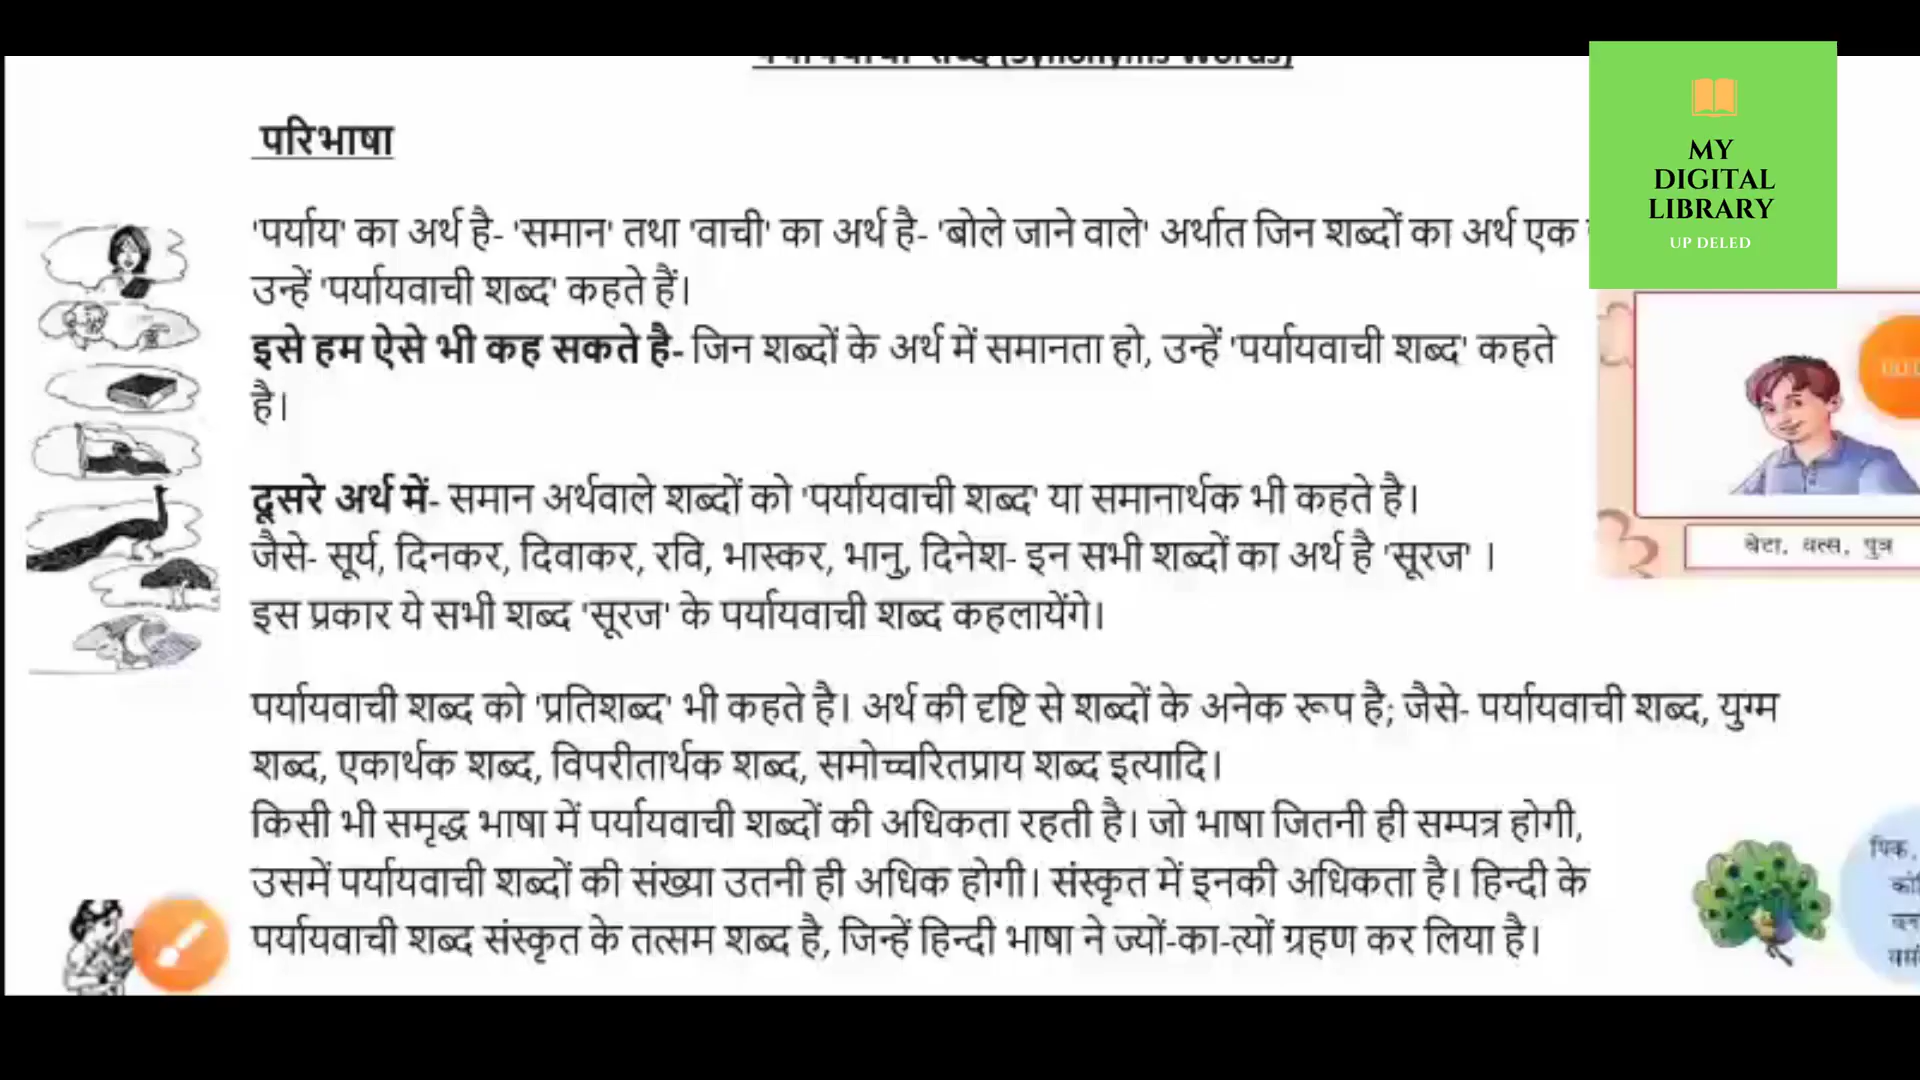 पर्यायवाची शब्द (Synonyms Words)
परिभाषा
'पर्याय' का अर्थ है- 'समान' तथा 'वाची' का अर्थ है- 'बोले जाने वाले' अर्थात जिन शब्दों का अर्थ एक
उन्हें 'पर्यायवाची शब्द' कहते हैं।
इसे हम ऐसे भी कह सकते है- जिन शब्दों के अर्थ में समानता हो, उन्हें 'पर्यायवाची शब्द' कहते
है।
दूसरे अर्थ में- समान अर्थवाले शब्दों को 'पर्यायवाची शब्द' या समानार्थक भी कहते है।
जैसे- सूर्य, दिनकर, दिवाकर, रवि, भास्कर, भानु, दिनेश- इन सभी शब्दों का अर्थ है 'सूरज' ।
इस प्रकार ये सभी शब्द 'सूरज' के पर्यायवाची शब्द कहलायेंगे।
पर्यायवाची शब्द को 'प्रतिशब्द' भी कहते है। अर्थ की दृष्टि से शब्दों के अनेक रूप है; जैसे- पर्यायवाची शब्द, युग्म
शब्द, एकार्थक शब्द, विपरीतार्थक शब्द, समोच्चरितप्राय शब्द इत्यादि।
किसी भी समृद्ध भाषा में पर्यायवाची शब्दों की अधिकता रहती है। जो भाषा जितनी ही सम्पत्र होगी,
उसमें पर्यायवाची शब्दों की संख्या उतनी ही अधिक होगी। संस्कृत में इनकी अधिकता है। हिन्दी के
पर्यायवाची शब्द संस्कृत के तत्सम शब्द है, जिन्हें हिन्दी भाषा ने ज्यों-का-त्यों ग्रहण कर लिया है।
MY
DIGITAL
LIBRARY
UP DELED
बेटा, वत्स, पुत्र
पिक,